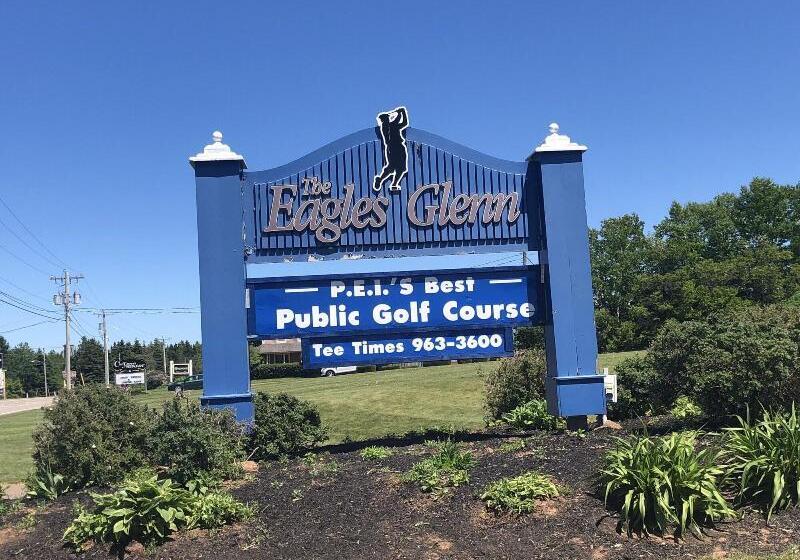 The
Eagles Glenn
P.E.I.'S BEST
PUBLIC GOLF COURSE
TEE TIMES 963-3600